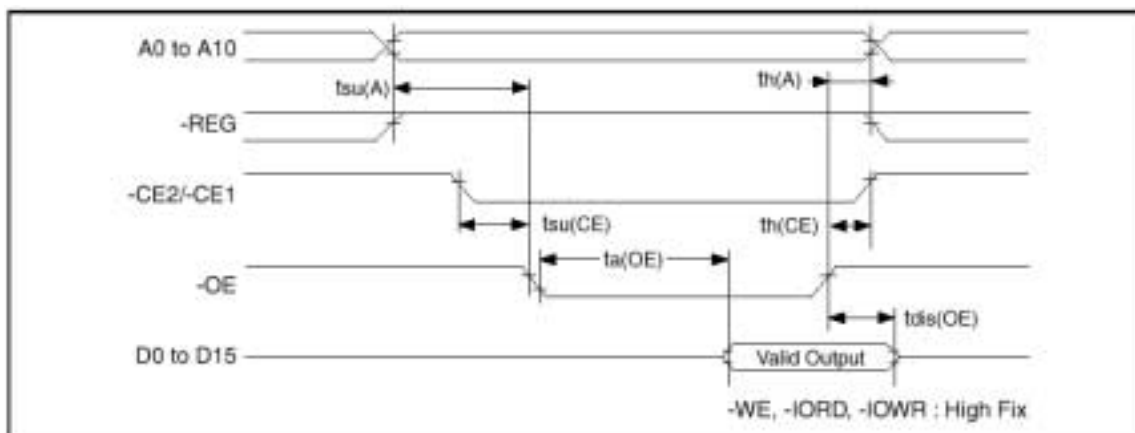 A0 to A10
tsu(A)
th(A)
-REG
-CE2/-CE1
tsu(CE)
th(CE)
ta(OE)
-OE
tdis(OE)
D0 to D15
Valid Output
-WE, -IORD, -IOWR : High Fix